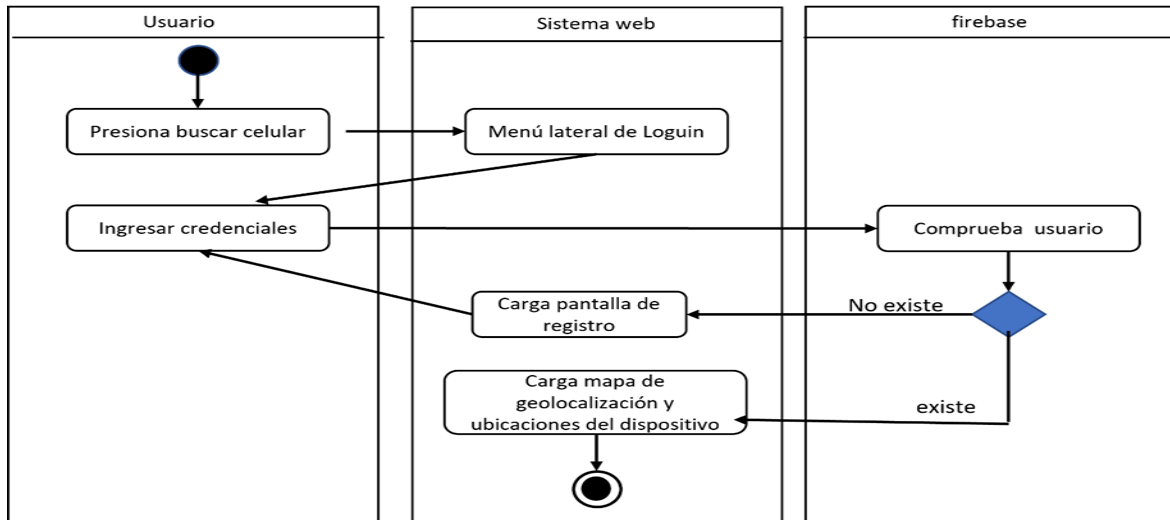 Usuario
Sistema web
firebase
Presiona buscar celular
Menú lateral de Loguin
Ingresar credenciales
Comprueba usuario
Carga pantalla de
registro
No existe
Carga mapa de
geolocalización y
ubicaciones del dispositivo
existe